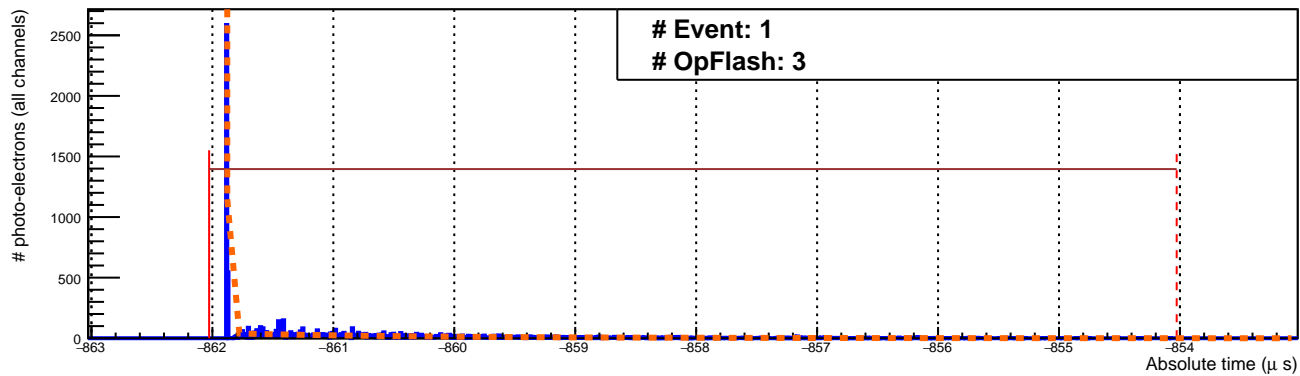 # Event: 1
# OpFlash: 3
# photo-electrons (all channels)
2500
2000
1500
1000
500
0
−863 −862 −861 −860 −859 −858 −857 −856 −855 −854
Absolute time (μ s)